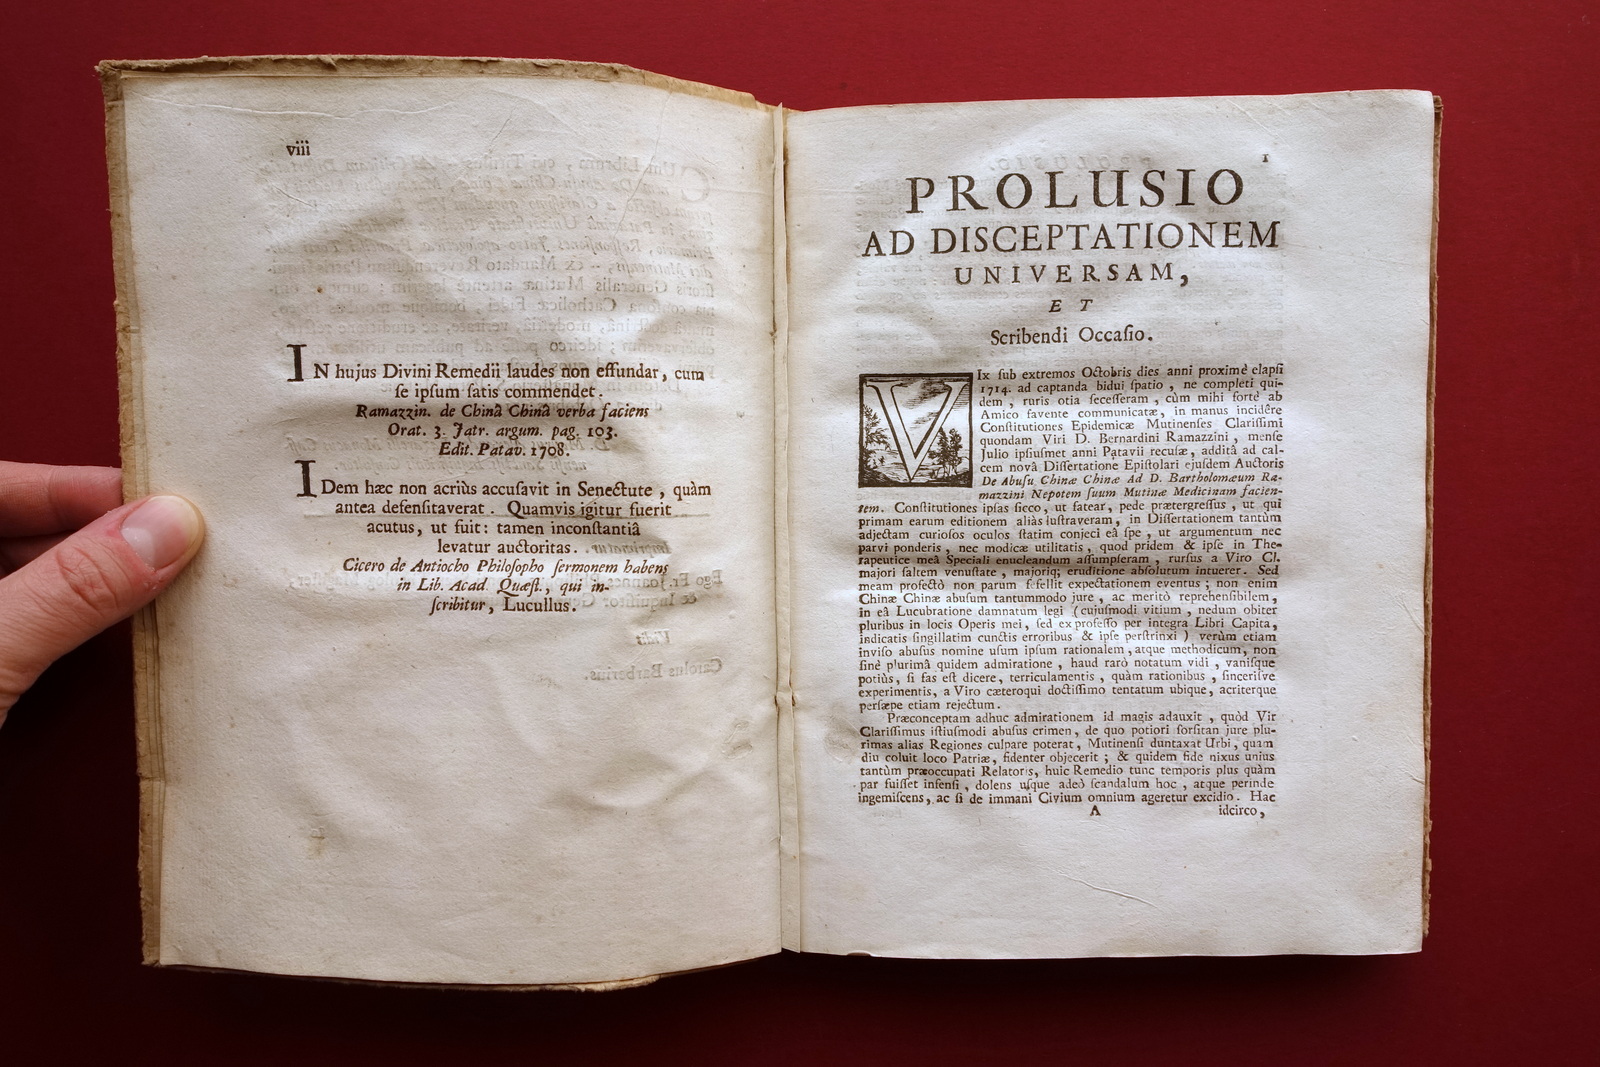 viii
IN hujus Divini Remedii laudes non effundar, cum
ſe ipſum ſatis commendet.
Ramazzin. de Chinâ Chinâ verba faciens
Orat. 3. Jatr. argum. pag. 103.
Edit. Patav. 1708.
IDem hæc non acriùs accuſavit in Senectute, quàm
antea defenſitaverat. Quamvis igitur fuerit
acutus, ut fuit: tamen inconſtantiâ
levatur auctoritas.
Cicero de Antiocho Philoſopho ſermonem habens
in Lib. Acad Quæſt., qui in-
ſcribitur, Lucullus.
1
PROLUSIO
AD DISCEPTATIONEM
UNIVERSAM,
ET
Scribendi Occaſio.
VIx ſub extremos Octobris dies anni proximè elapſi
1714. ad captanda bidui ſpatio, ne completi qui-
dem, ruris otia ſeceſſeram, cùm mihi fortè ab
Amico favente communicatæ, in manus incidêre
Conſtitutiones Epidemicæ Mutinenſes Clariſſimi
quondam Viri D. Bernardini Ramazzini, menſe
Julio ipſiuſmet anni Patavii recuſæ, additâ ad cal-
cem novâ Diſſertatione Epiſtolari ejuſdem Auctoris
De Abuſu Chinæ Chinæ Ad D. Bartholomæum Ra-
mazzini Nepotem ſuum Mutinæ Medicinam facien-
tem. Conſtitutiones ipſas ſicco, ut fatear, pede prætergreſſus, ut qui
primam earum editionem aliàs luſtraveram, in Diſſertationem tantùm
adjectam curioſos oculos ſtatim conjeci eâ ſpe, ut argumentum nec
parvi ponderis, nec modicæ utilitatis, quod pridem & ipſe in The-
rapeutice meâ Speciali enucleandum aſſumpſeram, rurſus a Viro Cl.
majori ſaltem venuſtate, majoriq; eruditione abſolutum intuerer. Sed
meam profectò non parum fefellit expectationem eventus; non enim
Chinæ Chinæ abuſum tantummodo jure, ac meritò reprehenſibilem,
in eâ Lucubratione damnatum legi (cujuſmodi vitium, nedum obiter
pluribus in locis Operis mei, ſed ex profeſſo per integra Libri Capita,
indicatis ſingillatim cunctis erroribus & ipſe perſtrinxi) verùm etiam
inviſo abuſus nomine uſum ipſum rationalem, atque methodicum, non
ſinè plurimâ quidem admiratione, haud rarò notatum vidi, vaniſque
potiùs, ſi fas eſt dicere, terriculamentis, quàm rationibus, ſinceriſve
experimentis, a Viro cæteroqui doctiſſimo tentatum ubique, acriterque
perſæpe etiam rejectum.
Præconceptam adhuc admirationem id magis adauxit, quòd Vir
Clariſſimus iſtiuſmodi abuſus crimen, de quo potiori forſitan jure plu-
rimas alias Regiones culpare poterat, Mutinenſi duntaxat Urbi, quam
diu coluit loco Patriæ, fidenter objecerit; & quidem fide nixus unius
tantùm præoccupati Relatoris, huic Remedio tunc temporis plus quàm
par fuiſſet infenſi, dolens uſque adeò ſcandalum hoc, atque perinde
ingemiſcens, ac ſi de immani Civium omnium ageretur excidio. Hac
A idcirco,